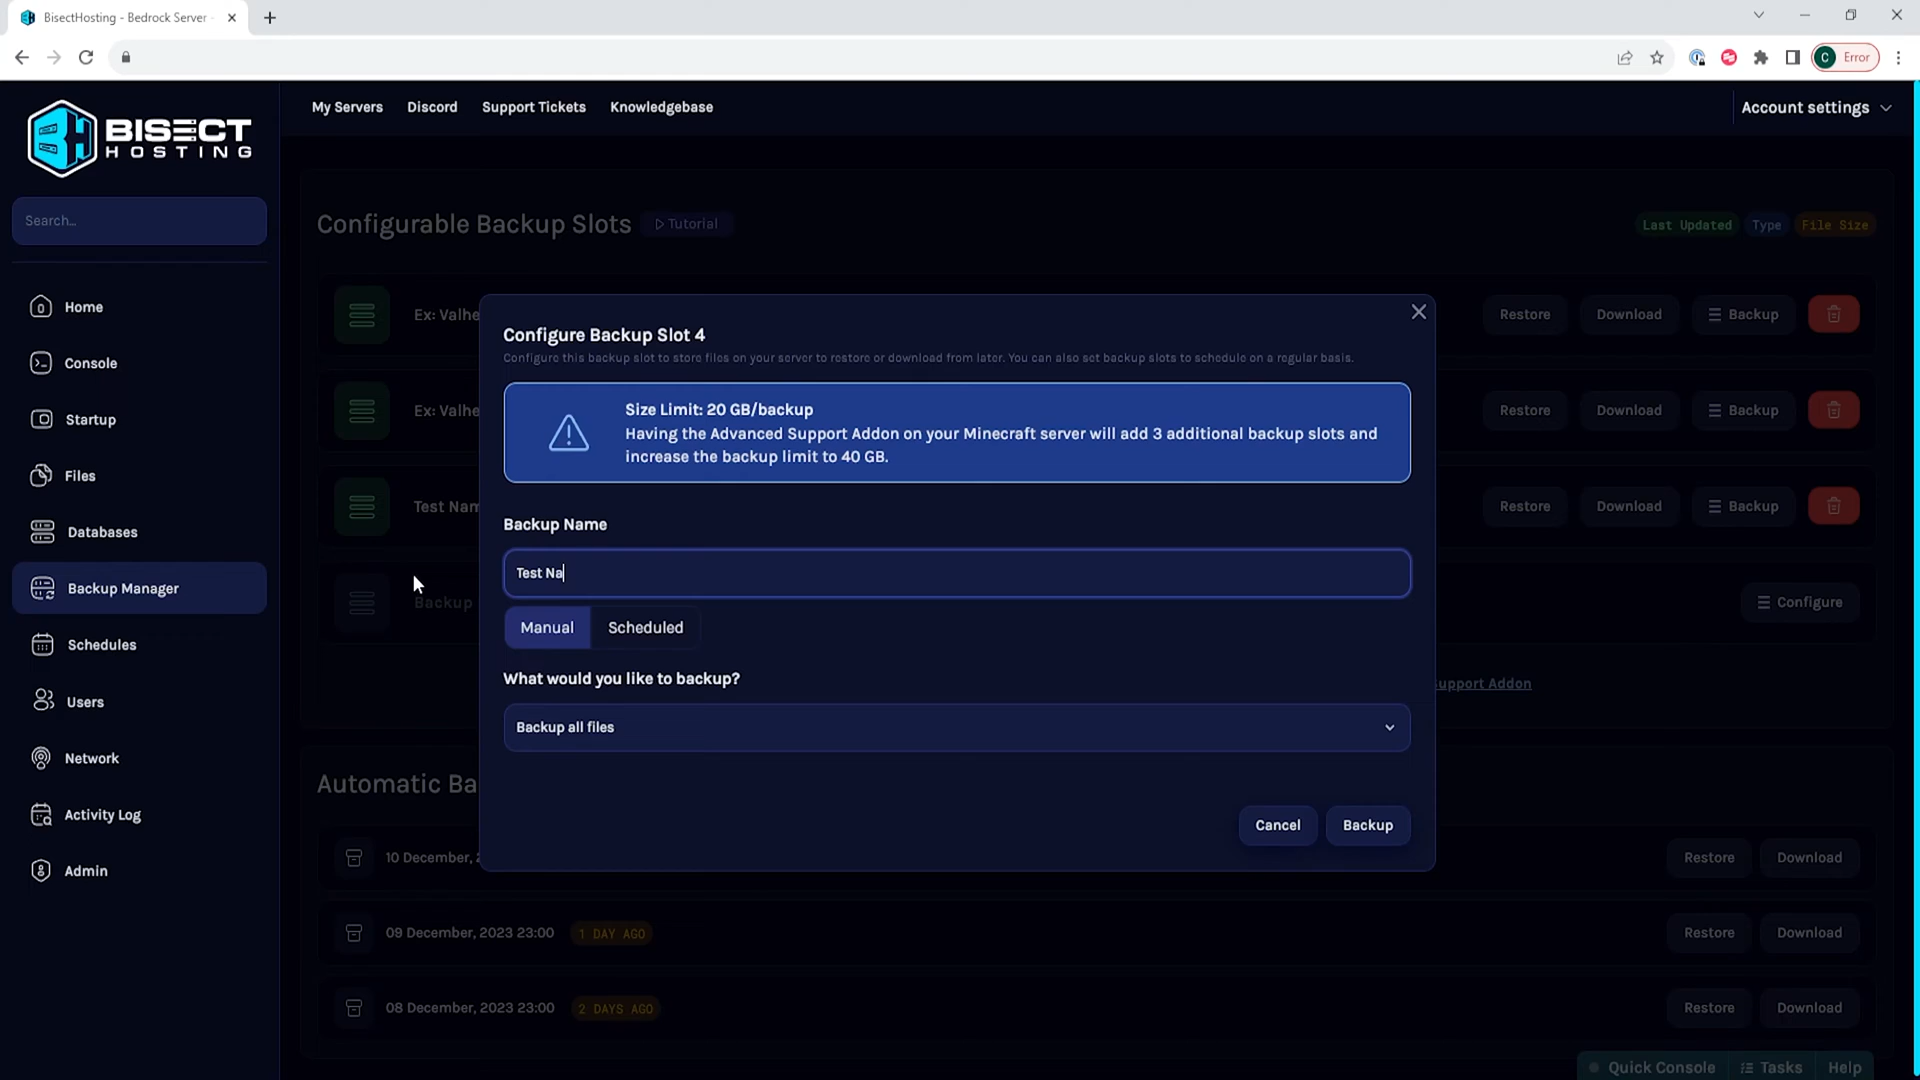 BisectHosting - Bedrock Server
C Error
BISECT
HOSTING
My Servers Discord Support Tickets Knowledgebase
Account settings
Search...
Home
Console
Startup
Files
Databases
Backup Manager
Schedules
Users
Network
Activity Log
Admin
Configurable Backup Slots Tutorial
Last Updated Type File Size
Ex: Valhe
Restore Download Backup
Ex: Valhe
Restore Download Backup
Test Nam
Restore Download Backup
Backup
Configure
upport Addon
Configure Backup Slot 4
Configure this backup slot to store files on your server to restore or download from later. You can also set backup slots to schedule on a regular basis.
Size Limit: 20 GB/backup
Having the Advanced Support Addon on your Minecraft server will add 3 additional backup slots and
increase the backup limit to 40 GB.
Backup Name
Test Na
Manual Scheduled
What would you like to backup?
Backup all files
Cancel Backup
Automatic Ba
10 December,
Restore Download
09 December, 2023 23:00 1 DAY AGO
Restore Download
08 December, 2023 23:00 2 DAYS AGO
Restore Download
Quick Console Tasks Help